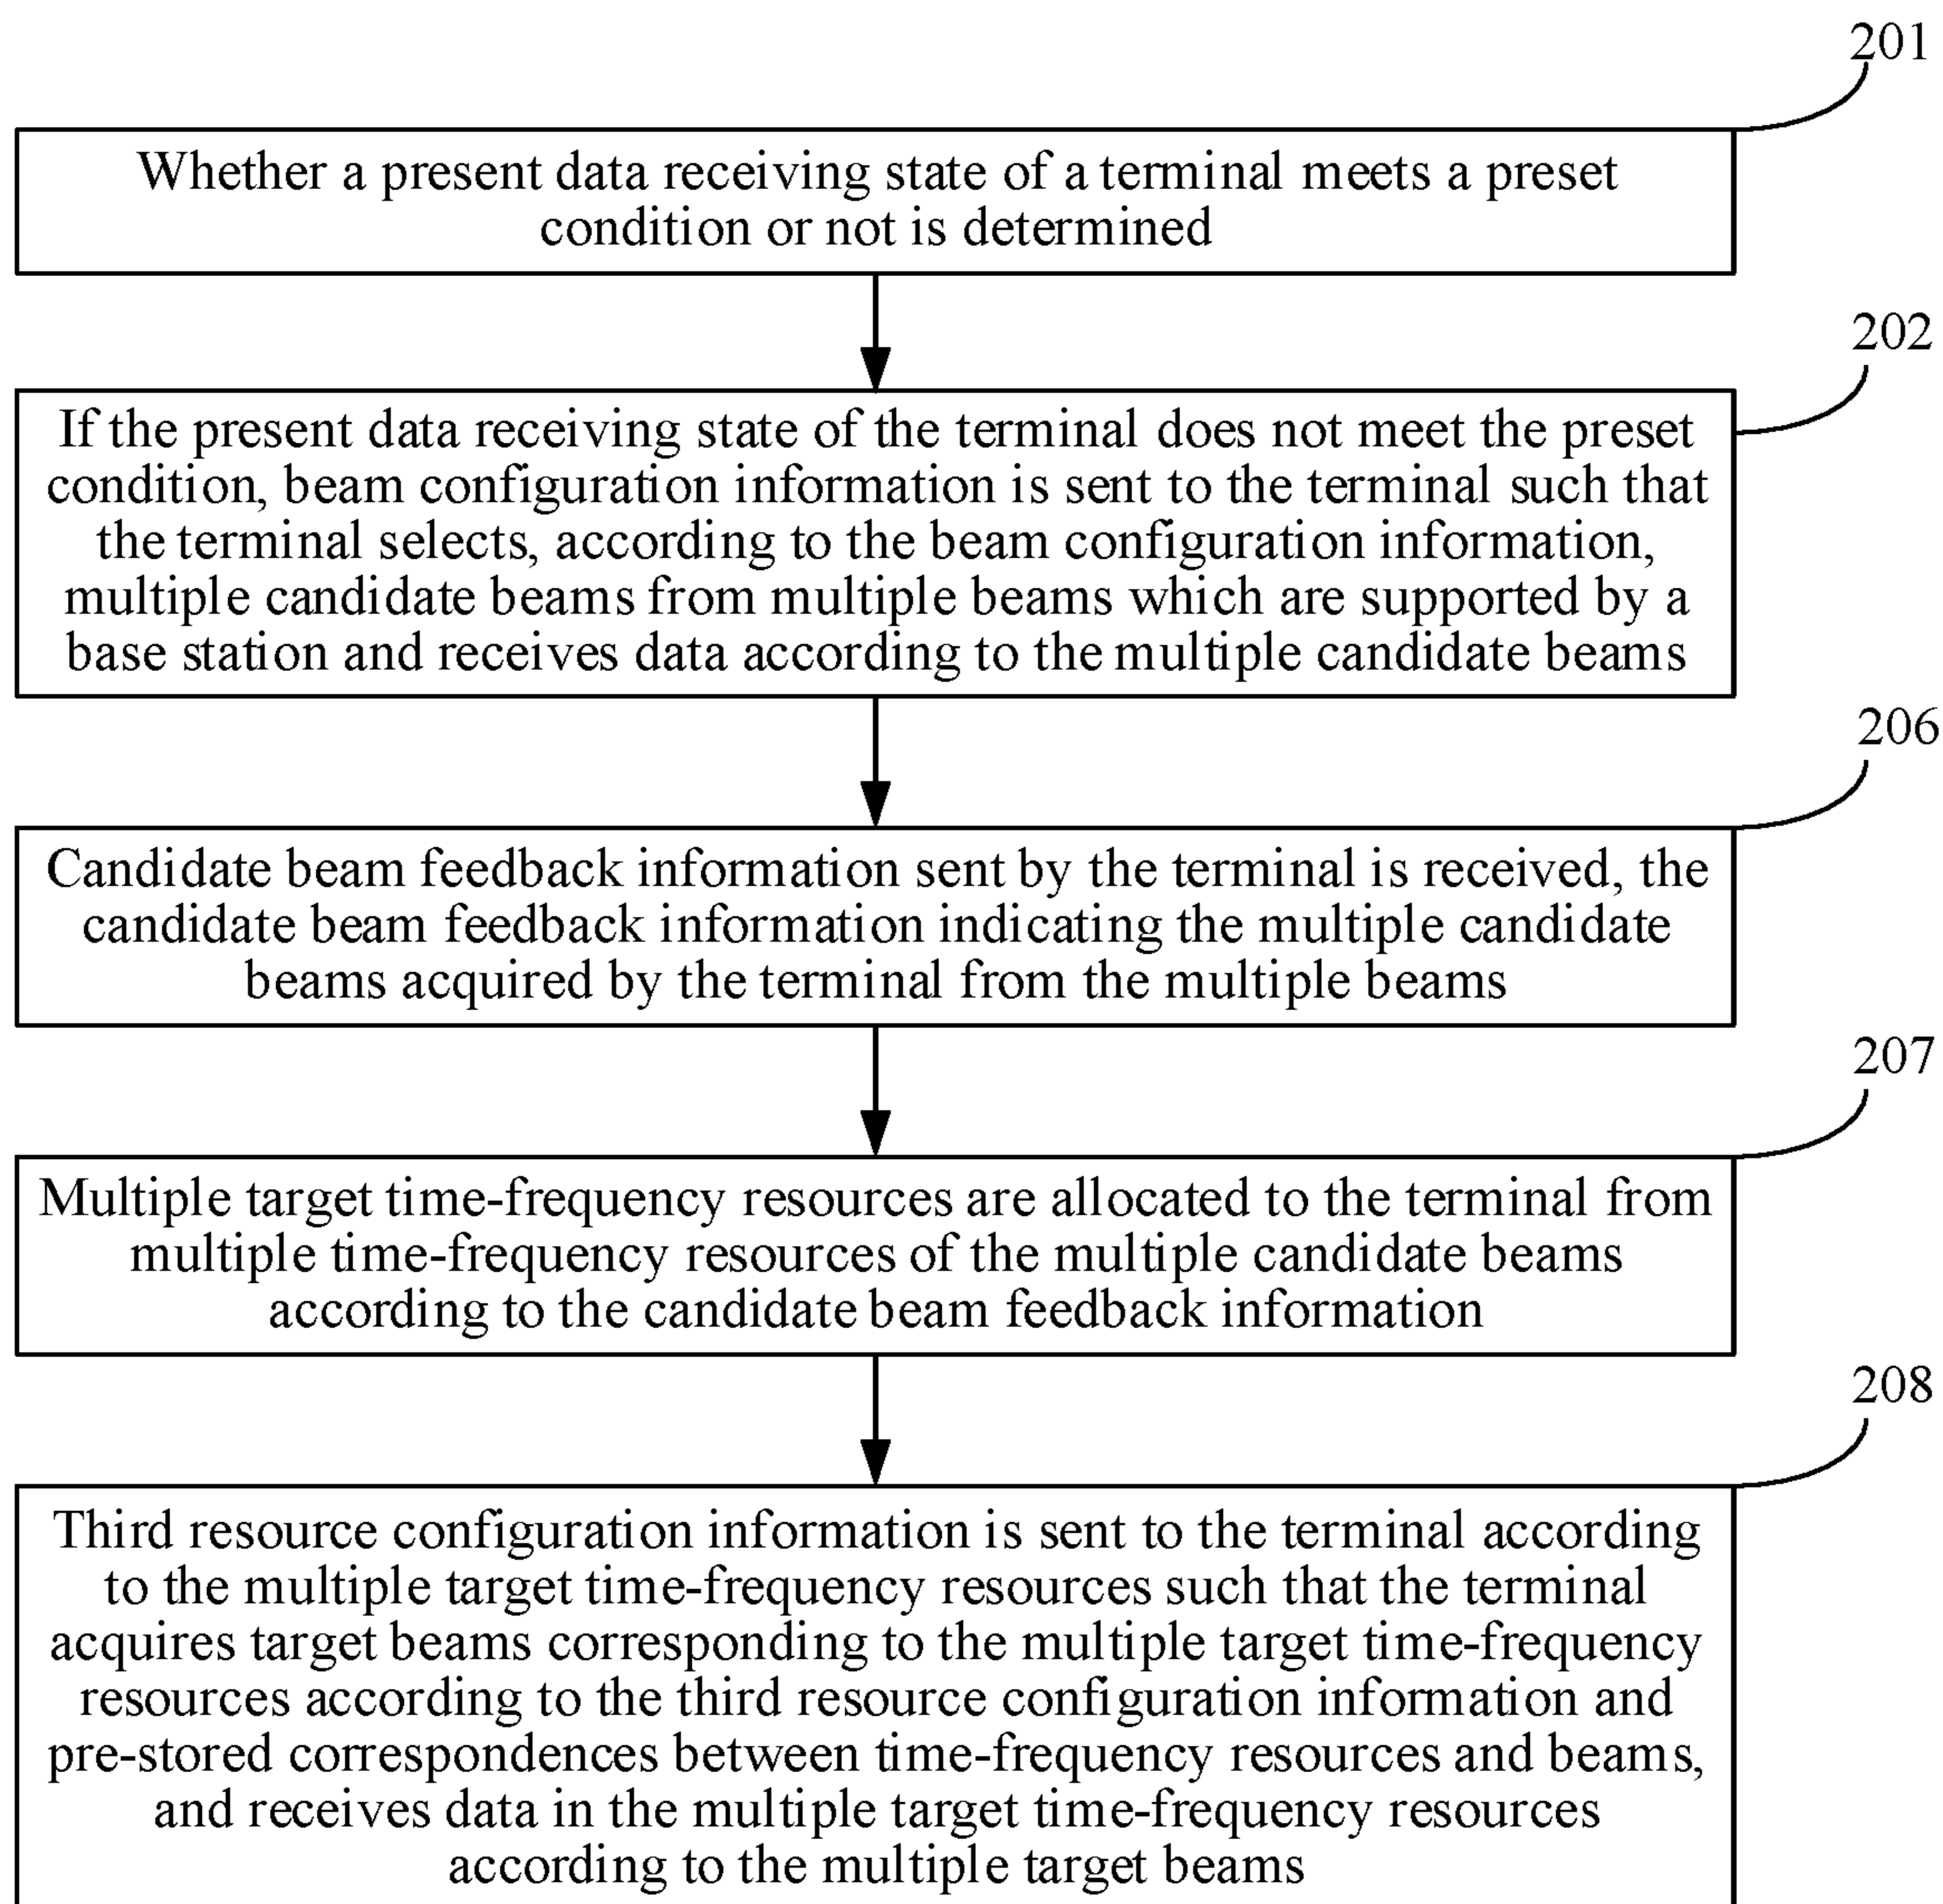 201
Whether a present data receiving state of a terminal meets a preset
condition or not is determined
202
If the present data receiving state of the terminal does not meet the preset
condition, beam configuration information is sent to the terminal such that
the terminal selects, according to the beam configuration information,
multiple candidate beams from multiple beams which are supported by a
base station and receives data according to the multiple candidate beams
206
Candidate beam feedback information sent by the terminal is received, the
candidate beam feedback information indicating the multiple candidate
beams acquired by the terminal from the multiple beams
207
Multiple target time-frequency resources are allocated to the terminal from
multiple time-frequency resources of the multiple candidate beams
according to the candidate beam feedback information
208
Third resource configuration information is sent to the terminal according
to the multiple target time-frequency resources such that the terminal
acquires target beams corresponding to the multiple target time-frequency
resources according to the third resource configuration information and
pre-stored correspondences between time-frequency resources and beams,
and receives data in the multiple target time-frequency resources
according to the multiple target beams